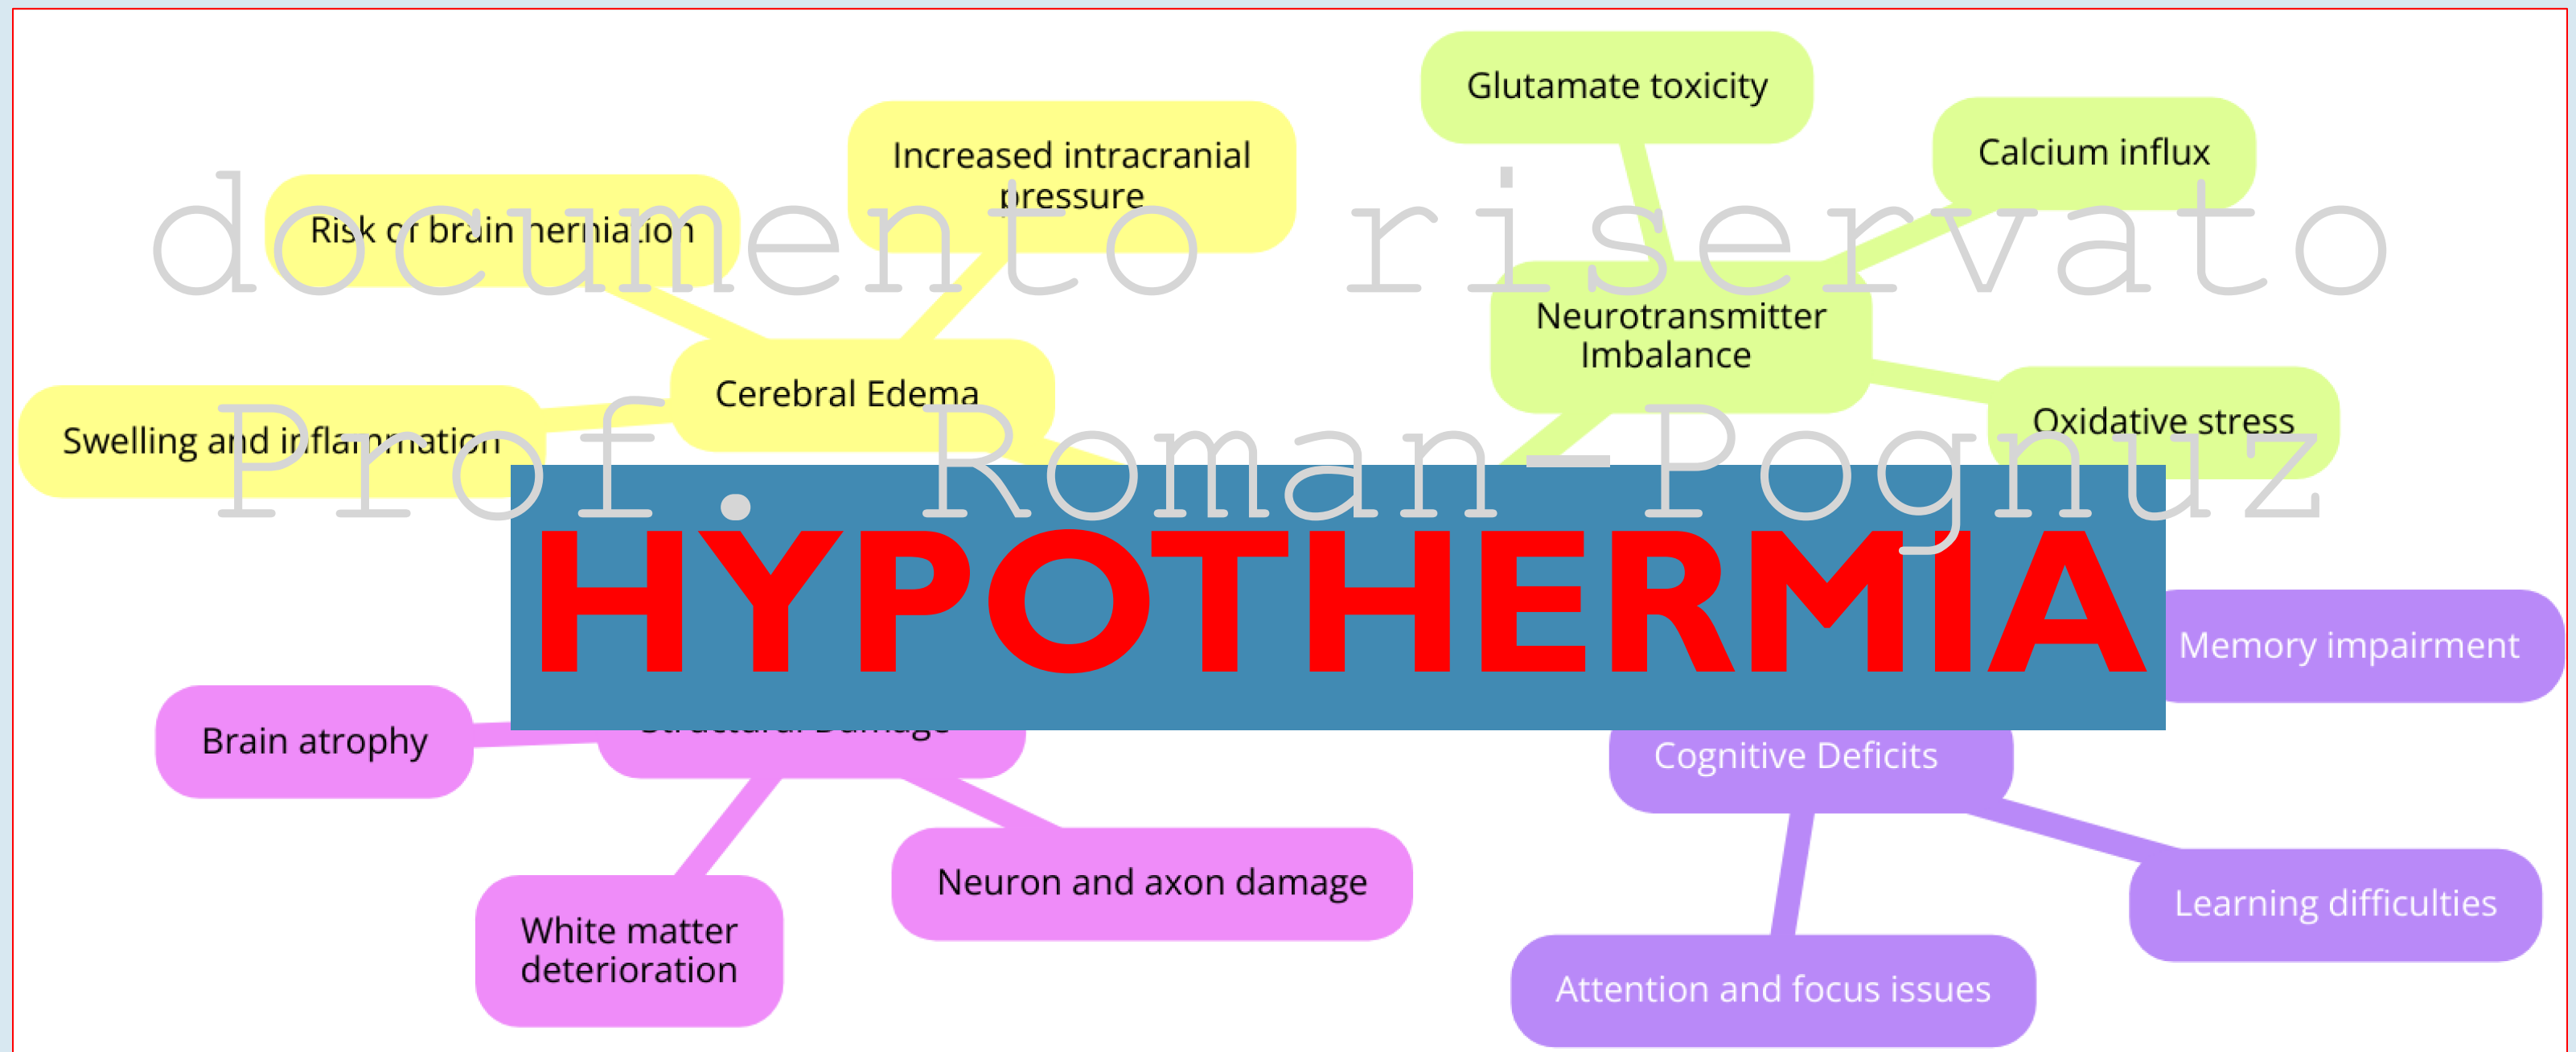 Glutamate toxicity
Calcium influx
Increased intracranial
pressure
Risk of brain herniation
documento riservato
Neurotransmitter
Imbalance
Cerebral Edema
Oxidative stress
Swelling and inflammation
Prof. Roman-Pognuz
HYPOTHERMIA
Memory impairment
Structural Damage
Brain atrophy
Cognitive Deficits
Neuron and axon damage
Learning difficulties
White matter
deterioration
Attention and focus issues